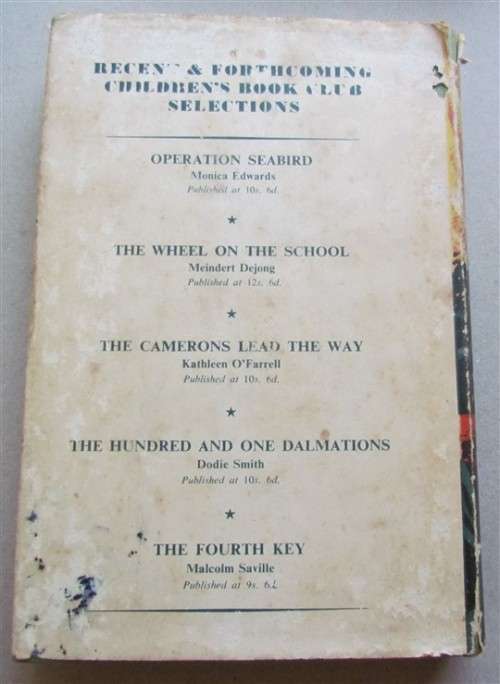 RECENT & FORTHCOMING
CHILDREN'S BOOK CLUB
SELECTIONS
OPERATION SEABIRD
Monica Edwards
Published at 10s. 6d.
★
THE WHEEL ON THE SCHOOL
Meindert Dejong
Published at 12s. 6d.
★
THE CAMERONS LEAD THE WAY
Kathleen O'Farrell
Published at 10s. 6d.
★
THE HUNDRED AND ONE DALMATIONS
Dodie Smith
Published at 10s. 6d.
★
THE FOURTH KEY
Malcolm Saville
Published at 9s. 6d.